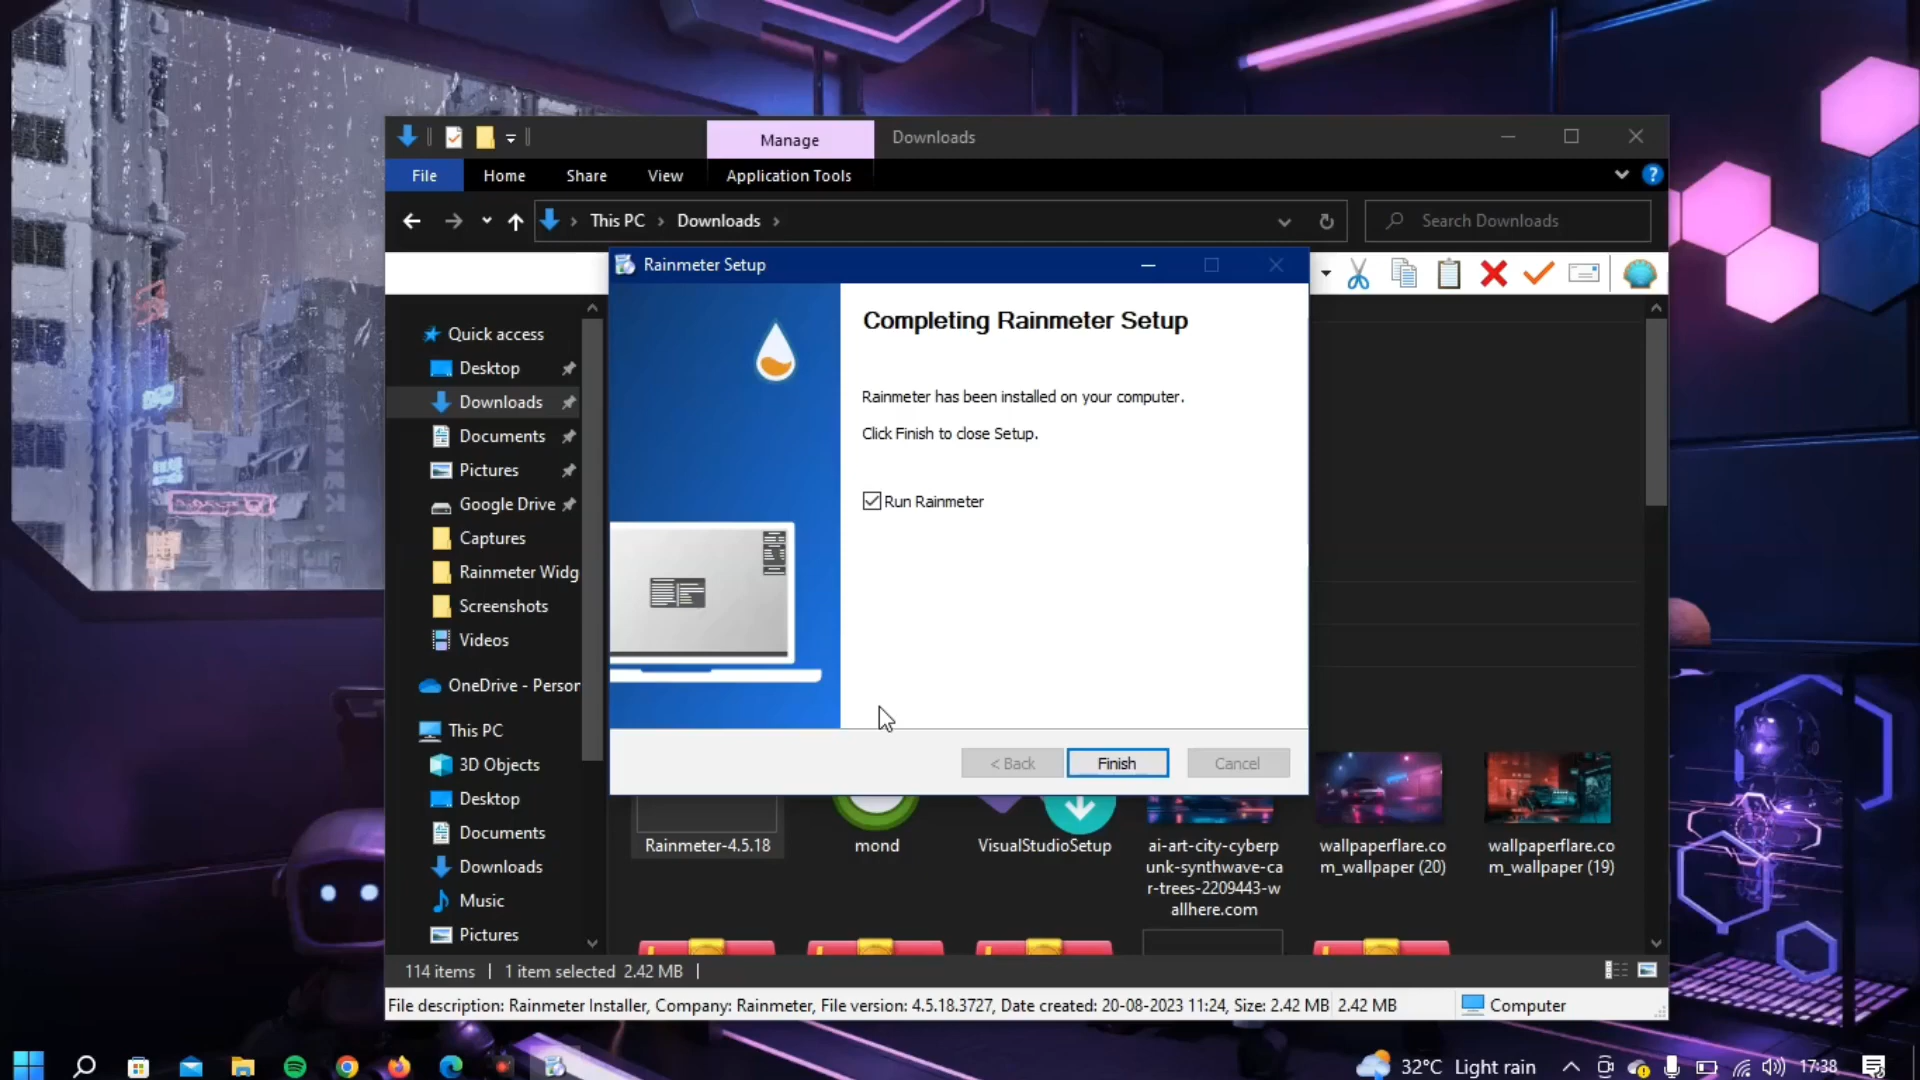 Manage
Downloads
File
Home
Share
View
Application Tools
?
This PC
Downloads
Search Downloads
Rainmeter Setup
Completing Rainmeter Setup
Rainmeter has been installed on your computer.
Click Finish to close Setup.
Run Rainmeter
< Back
Finish
Cancel
Quick access
Desktop
Downloads
Documents
Pictures
Google Drive
Captures
Rainmeter Widg
Screenshots
Videos
OneDrive - Person
This PC
3D Objects
Desktop
Documents
Downloads
Music
Pictures
Rainmeter-4.5.18
mond
VisualStudioSetup
ai-art-city-cyberp
unk-synthwave-ca
r-trees-2209443-w
allhere.com
wallpaperflare.co
m_wallpaper (20)
wallpaperflare.co
m_wallpaper (19)
114 items
1 item selected 2.42 MB
File description: Rainmeter Installer, Company: Rainmeter, File version: 4.5.18.3727, Date created: 20-08-2023 11:24, Size: 2.42 MB
2.42 MB
Computer
32°C Light rain
17:38